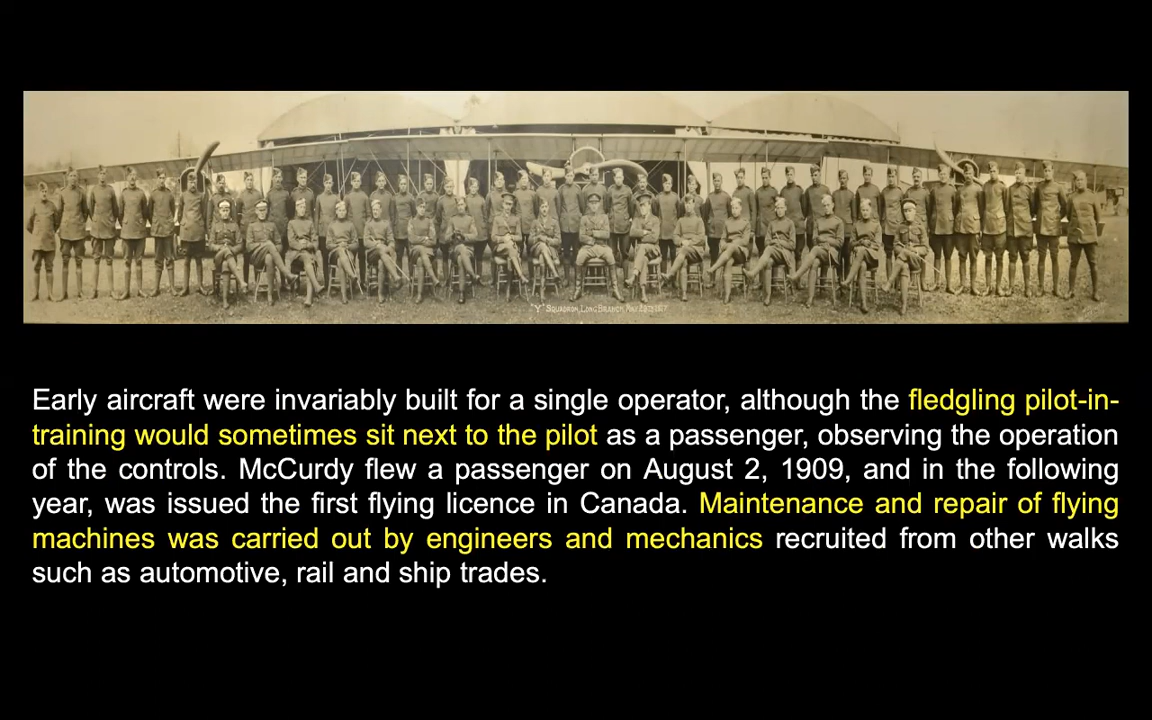 "Y" SQUADRON, LONG BRANCH,
Early aircraft were invariably built for a single operator, although the fledgling pilot-in-
training would sometimes sit next to the pilot as a passenger, observing the operation
of the controls. McCurdy flew a passenger on August 2, 1909, and in the following
year, was issued the first flying licence in Canada. Maintenance and repair of flying
machines was carried out by engineers and mechanics recruited from other walks
such as automotive, rail and ship trades.